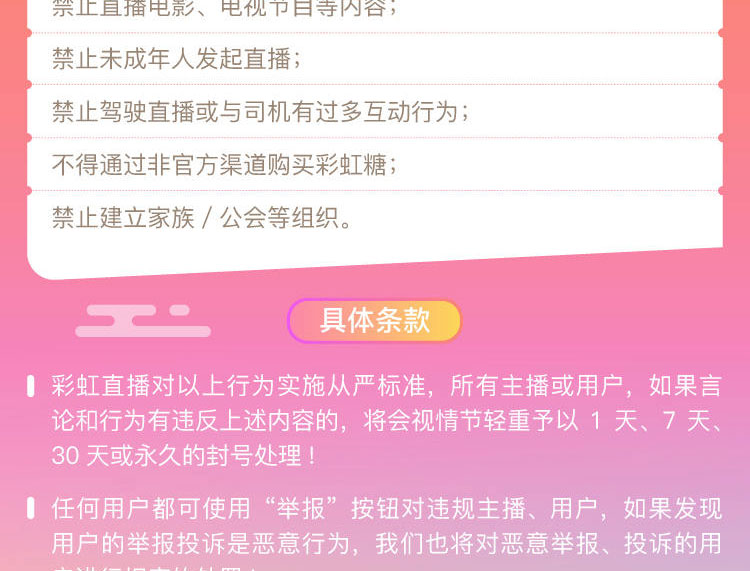 禁止直播电影、电视节目等内容；
禁止未成年人发起直播；
禁止驾驶直播或与司机有过多互动行为；
不得通过非官方渠道购买彩虹糖；
禁止建立家族 / 公会等组织。
具体条款
彩虹直播对以上行为实施从严标准，所有主播或用户，如果言
论和行为有违反上述内容的，将会视情节轻重予以 1 天、7 天、
30 天或永久的封号处理！
任何用户都可使用“举报”按钮对违规主播、用户，如果发现
用户的举报投诉是恶意行为，我们也将对恶意举报、投诉的用